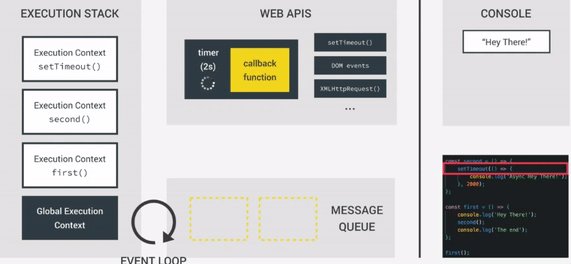 EXECUTION STACK
Execution Context
setTimeout()
Execution Context
second()
Execution Context
first()
Global Execution
Context
EVENT LOOP
WEB APIS
timer
(2s)
callback
function
setTimeout()
DOM events
XMLHttpRequest()
...
MESSAGE
QUEUE
CONSOLE
“Hey There!”
const second = () => {
setTimeout(() => {
console.log('Async Hey There!');
}, 2000);
};
const first = () => {
console.log('Hey There!');
second();
console.log('The end');
};
first();